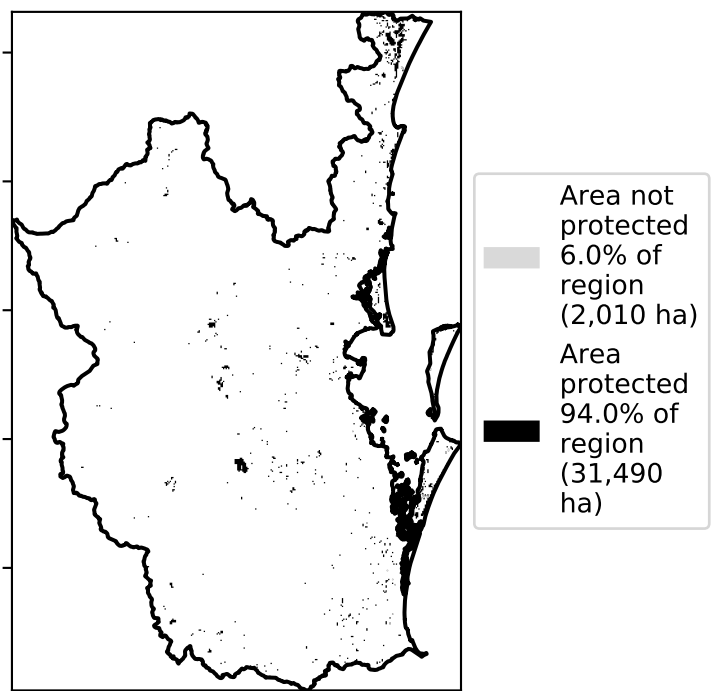 Area not
protected
6.0% of
region
(2,010 ha)
Area
protected
94.0% of
region
(31,490
ha)